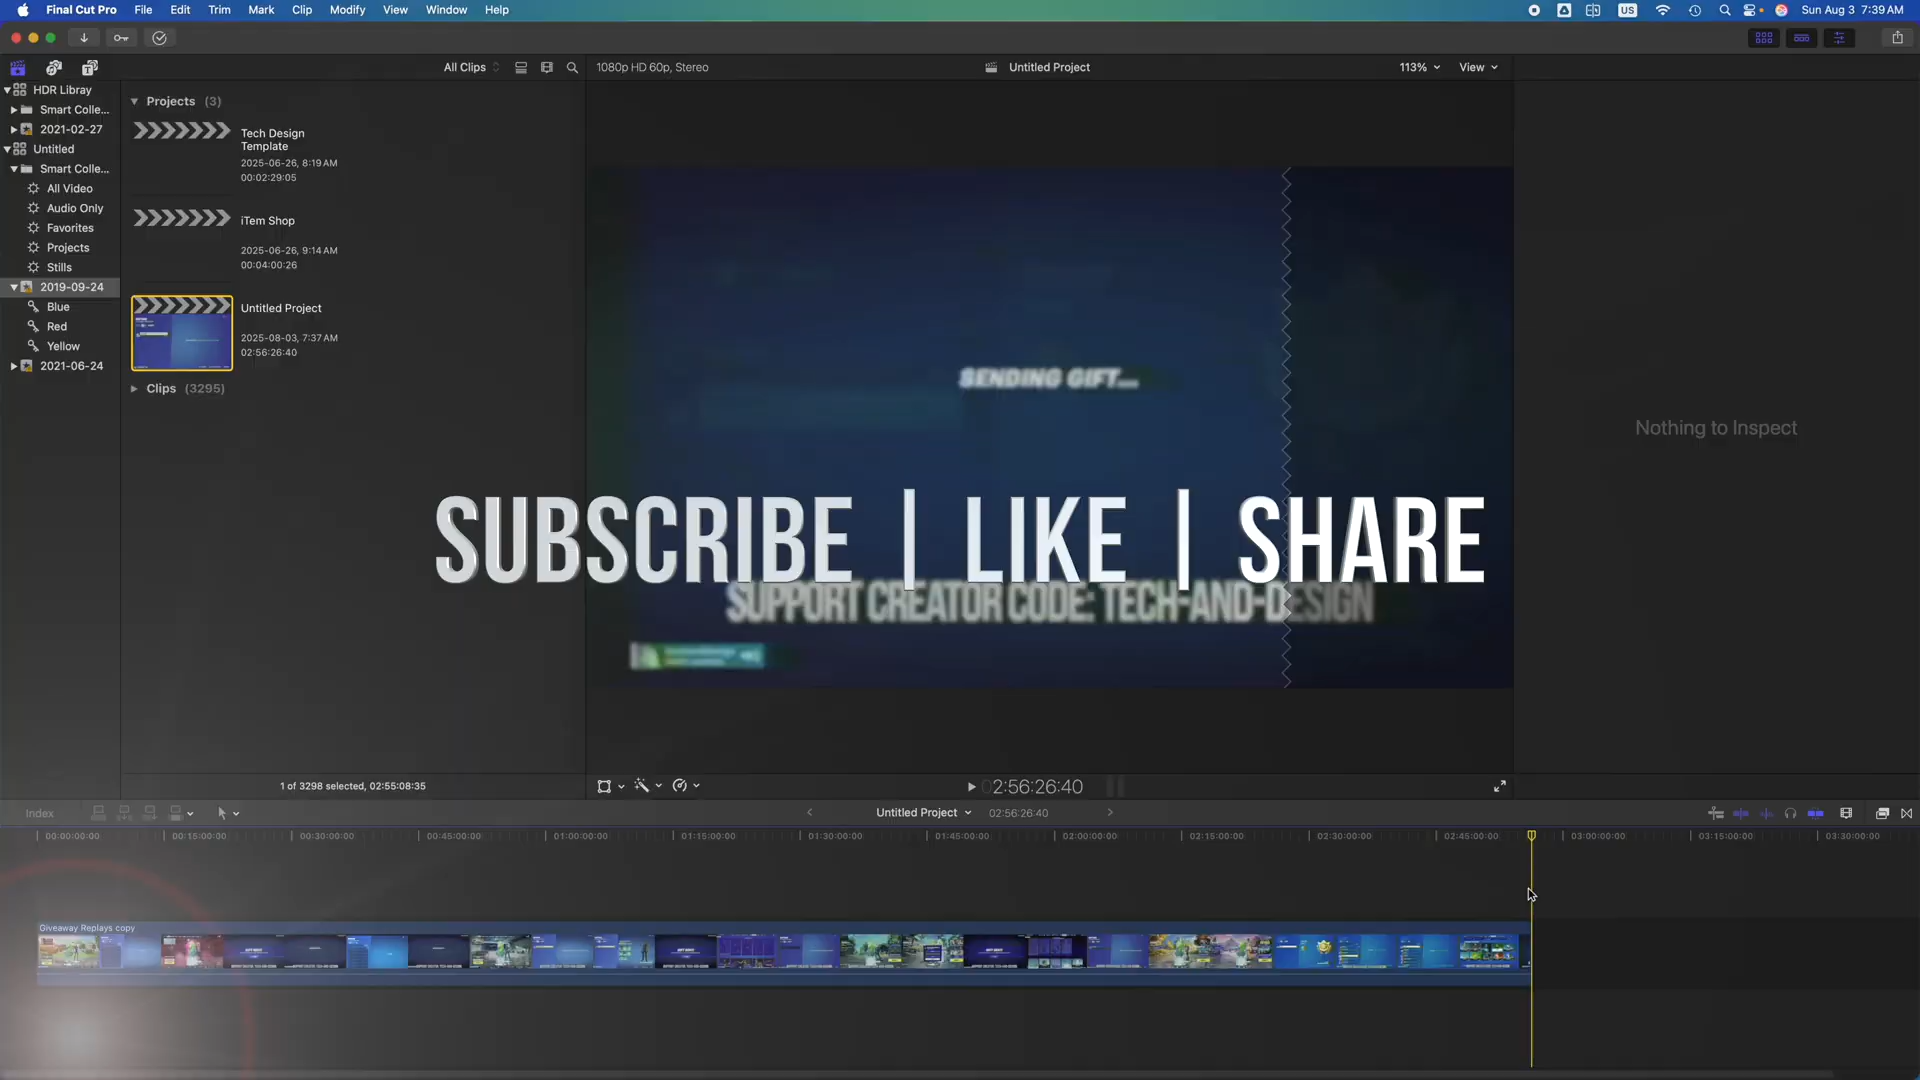 Final Cut Pro File Edit Trim Mark Clip Modify View Window Help US Sun Aug 3 7:39 AM
All Clips 1080p HD 60p, Stereo Untitled Project 113% View
HDR Libray
Smart Colle...
2021-02-27
Untitled
Smart Colle...
All Video
Audio Only
Favorites
Projects
Stills
2019-09-24
Blue
Red
Yellow
2021-06-24
Projects (3)
Tech Design
Template
2025-06-26, 8:19 AM
00:02:29:05
iTem Shop
2025-06-26, 9:14 AM
00:04:00:26
Untitled Project
2025-08-03, 7:37 AM
02:56:26:40
Clips (3295)
SENDING GIFT...
SUBSCRIBE | LIKE | SHARE
SUPPORT CREATOR CODE: TECH-AND-DESIGN
Nothing to Inspect
1 of 3298 selected, 02:55:08:35
02:56:26:40
Index Untitled Project 02:56:26:40
00:00:00:00 00:15:00:00 00:30:00:00 00:45:00:00 01:00:00:00 01:15:00:00 01:30:00:00 01:45:00:00 02:00:00:00 02:15:00:00 02:30:00:00 02:45:00:00 03:00:00:00 03:15:00:00 03:30:00:00
Giveaway Replays copy